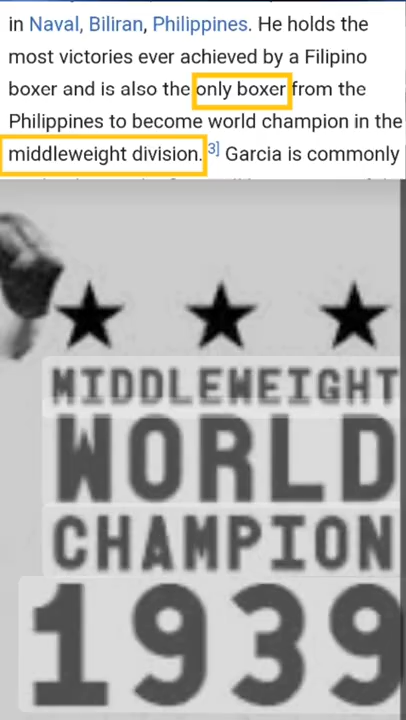 in Naval, Biliran, Philippines. He holds the
most victories ever achieved by a Filipino
boxer and is also the only boxer from the
Philippines to become world champion in the
middleweight division.[3] Garcia is commonly
MIDDLEWEIGHT
WORLD
CHAMPION
1939